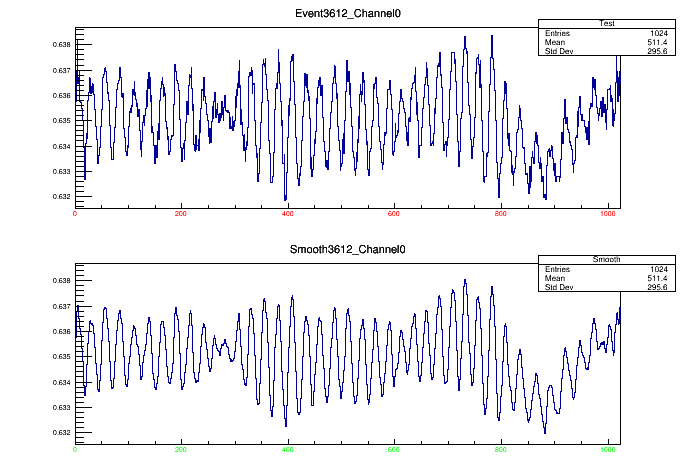 Event3612_Channel0
Test
Entries 1024
Mean 511.4
Std Dev 295.6
0.638
0.637
0.636
0.635
0.634
0.633
0.632
0 200 400 600 800 1000
Smooth3612_Channel0
Smooth
Entries 1024
Mean 511.4
Std Dev 295.6
0.638
0.637
0.636
0.635
0.634
0.633
0.632
0 200 400 600 800 1000